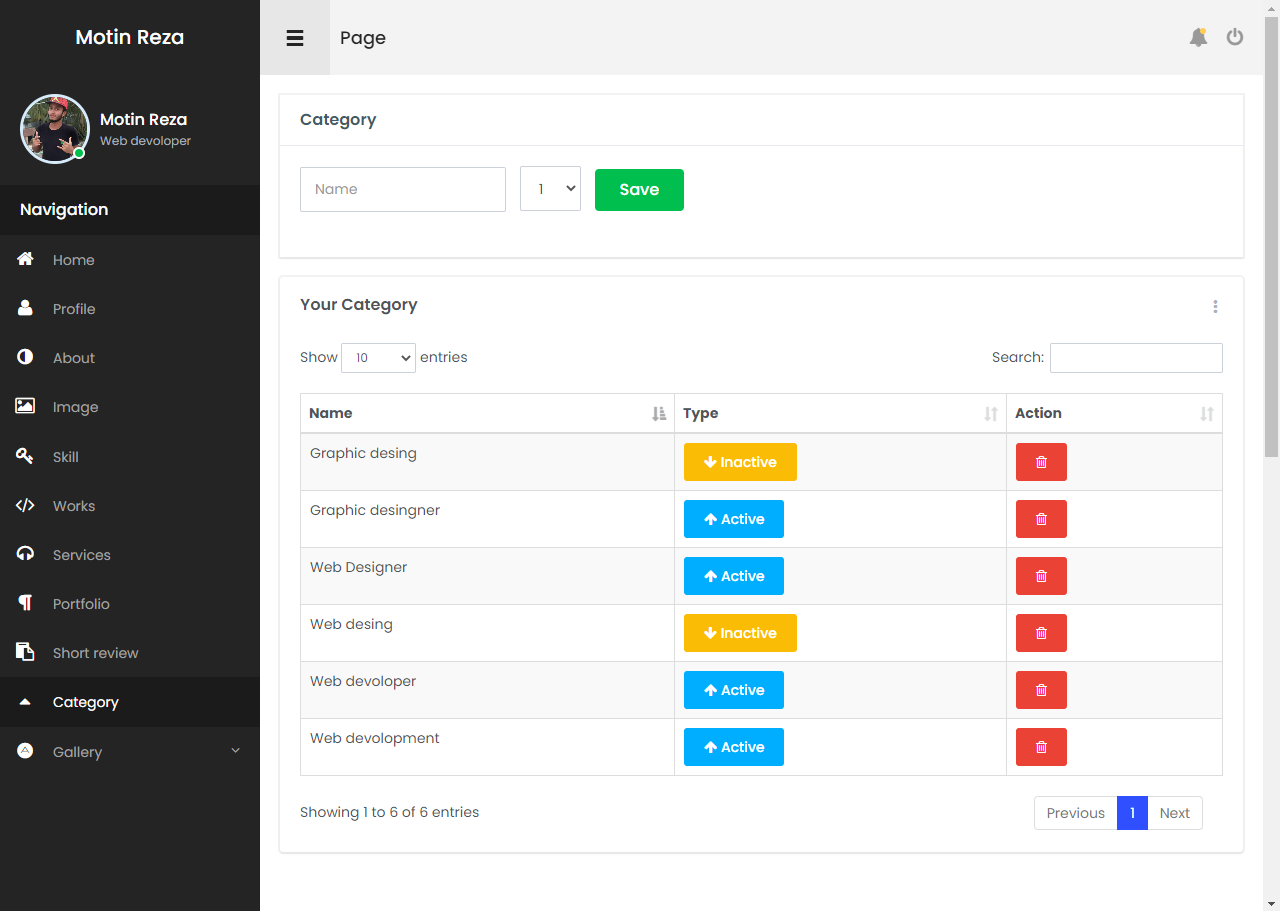 Motin Reza
Page
Motin Reza
Web devoloper
Navigation
Home
Profile
About
Image
Skill
Works
Services
Portfolio
Short review
Category
Gallery
Category
Name
1
Save
Your Category
Show 10 entries
Search:
Name Type Action
Graphic desing Inactive
Graphic desingner Active
Web Designer Active
Web desing Inactive
Web devoloper Active
Web devolopment Active
Showing 1 to 6 of 6 entries
Previous 1 Next